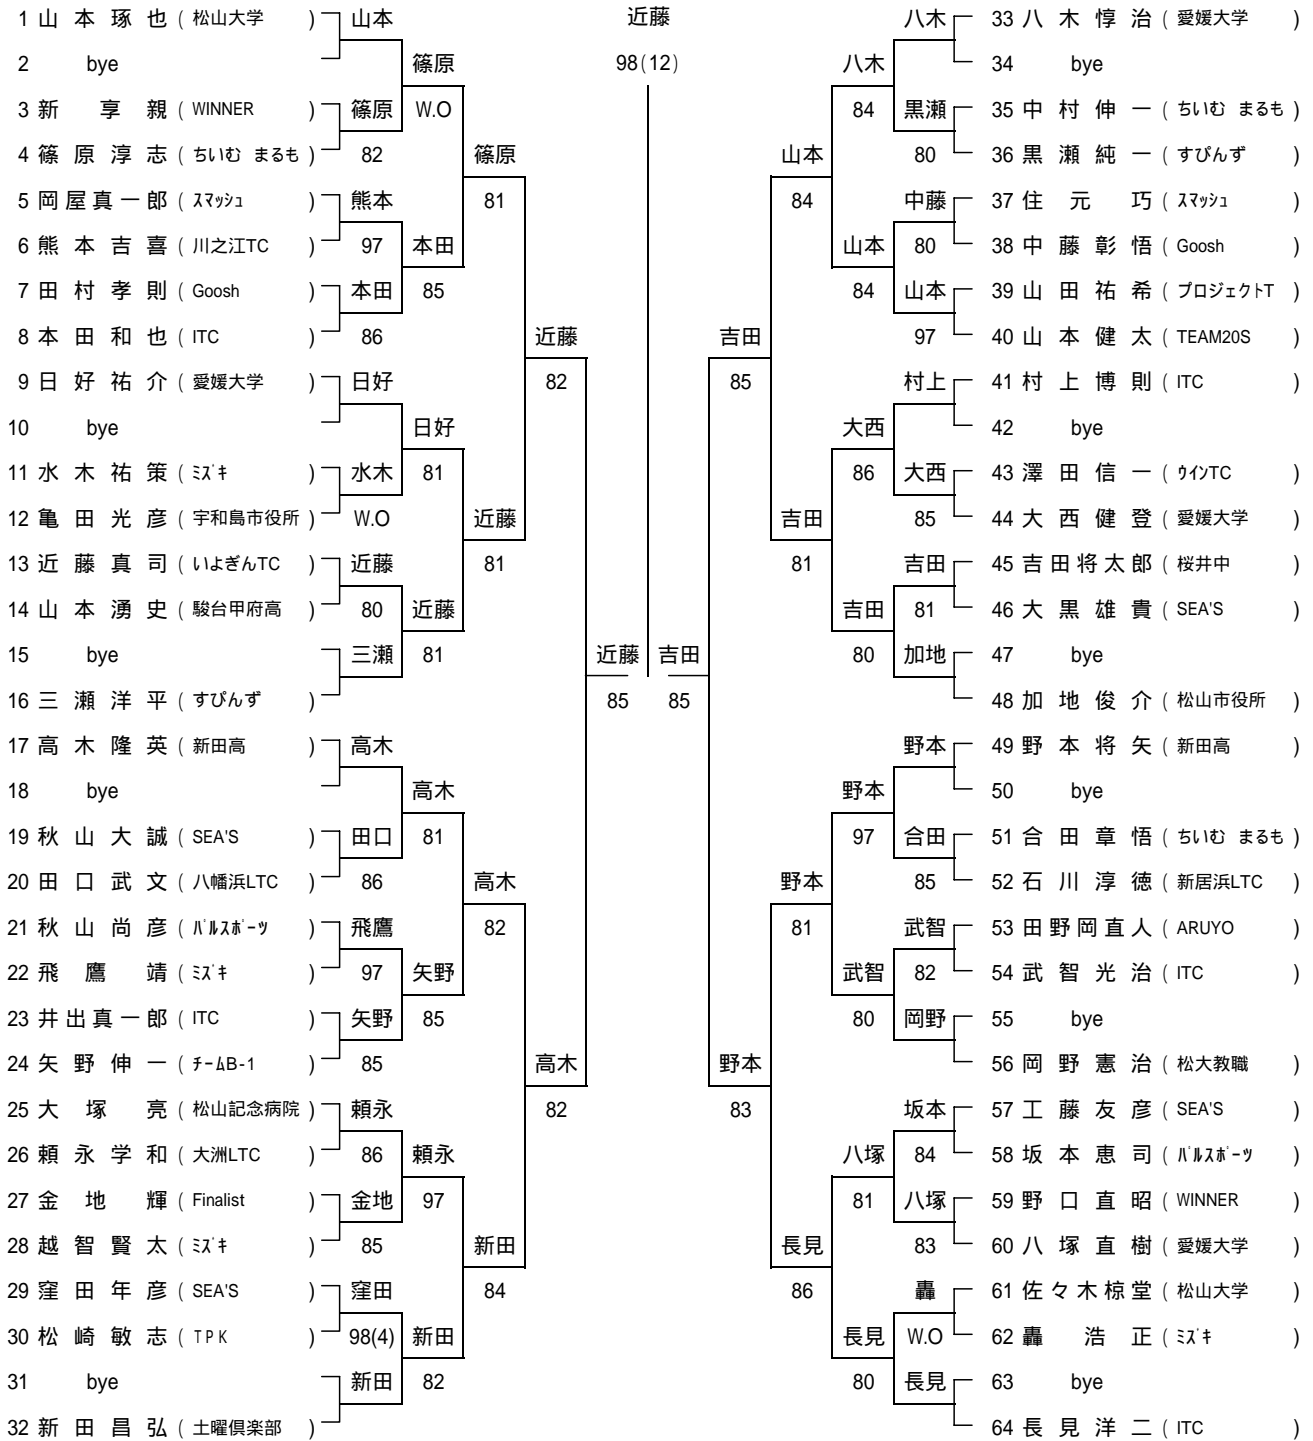 近藤
98(12)
1 山本琢也 ( 松山大学 ) 山本
2 bye
篠原
W.O
3 新享親 ( WINNER ) 篠原
4 篠原淳志 ( ちいむ まるも ) 82
篠原
81
5 岡屋真一郎 ( スマッシュ ) 熊本
6 熊本吉喜 ( 川之江TC ) 97
本田
85
7 田村孝則 ( Goosh ) 本田
8 本田和也 ( ITC ) 86
近藤
82
9 日好祐介 ( 愛媛大学 ) 日好
10 bye
日好
81
11 水木祐策 ( ミズキ ) 水木
12 亀田光彦 ( 宇和島市役所 ) W.O
近藤
81
13 近藤真司 ( いよぎんTC ) 近藤
14 山本湧史 ( 駿台甲府高 ) 80
近藤
81
15 bye 三瀬
16 三瀬洋平 ( すぴんず )
近藤
85
17 高木隆英 ( 新田高 ) 高木
18 bye
高木
81
19 秋山大誠 ( SEA'S ) 田口
20 田口武文 ( 八幡浜LTC ) 86
高木
82
21 秋山尚彦 ( パルスポーツ ) 飛鷹
22 飛鷹靖 ( ミズキ ) 97
矢野
85
23 井出真一郎 ( ITC ) 矢野
24 矢野伸一 ( チームB-1 ) 85
高木
82
25 大塚亮 ( 松山記念病院 ) 頼永
26 頼永学和 ( 大洲LTC ) 86
頼永
97
27 金地輝 ( Finalist ) 金地
28 越智賢太 ( ミズキ ) 85
新田
84
29 窪田年彦 ( SEA'S ) 窪田
30 松崎敏志 ( TPK ) 98(4)
新田
82
31 bye 新田
32 新田昌弘 ( 土曜倶楽部 )
八木 33 八木惇治 ( 愛媛大学 )
34 bye
八木
84
黒瀬 35 中村伸一 ( ちいむ まるも )
80 36 黒瀬純一 ( すぴんず )
山本
84
中藤 37 住元巧 ( スマッシュ )
80 38 中藤彰悟 ( Goosh )
山本
84
山本 39 山田祐希 ( プロジェクトT )
97 40 山本健太 ( TEAM20S )
吉田
85
村上 41 村上博則 ( ITC )
42 bye
大西
86
大西 43 澤田信一 ( ウインTC )
85 44 大西健登 ( 愛媛大学 )
吉田
81
吉田 45 吉田将太郎 ( 桜井中 )
81 46 大黒雄貴 ( SEA'S )
吉田
80
加地 47 bye
48 加地俊介 ( 松山市役所 )
吉田
85
野本 49 野本将矢 ( 新田高 )
50 bye
野本
97
合田 51 合田章悟 ( ちいむ まるも )
85 52 石川淳徳 ( 新居浜LTC )
野本
81
武智 53 田野岡直人 ( ARUYO )
82 54 武智光治 ( ITC )
武智
80
岡野 55 bye
56 岡野憲治 ( 松大教職 )
野本
83
坂本 57 工藤友彦 ( SEA'S )
84 58 坂本恵司 ( パルスポーツ )
八塚
81
八塚 59 野口直昭 ( WINNER )
83 60 八塚直樹 ( 愛媛大学 )
長見
86
轟 61 佐々木椋堂 ( 松山大学 )
W.O 62 轟浩正 ( ミズキ )
長見
80
長見 63 bye
64 長見洋二 ( ITC )